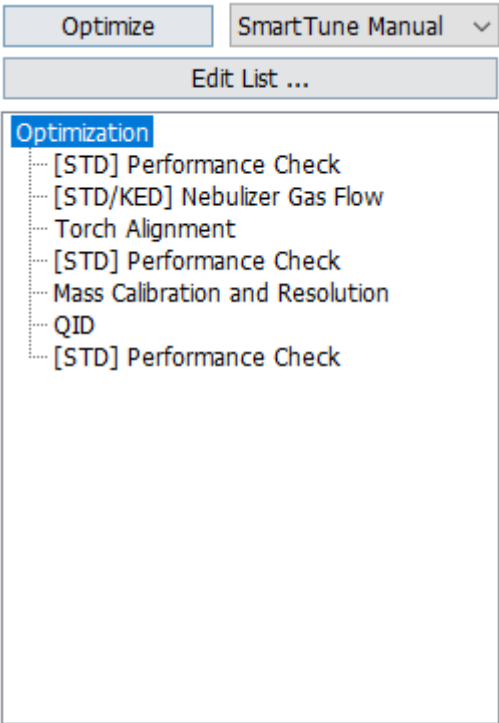 Optimize
SmartTune Manual
Edit List ...
Optimization
[STD] Performance Check
[STD/KED] Nebulizer Gas Flow
Torch Alignment
[STD] Performance Check
Mass Calibration and Resolution
QID
[STD] Performance Check